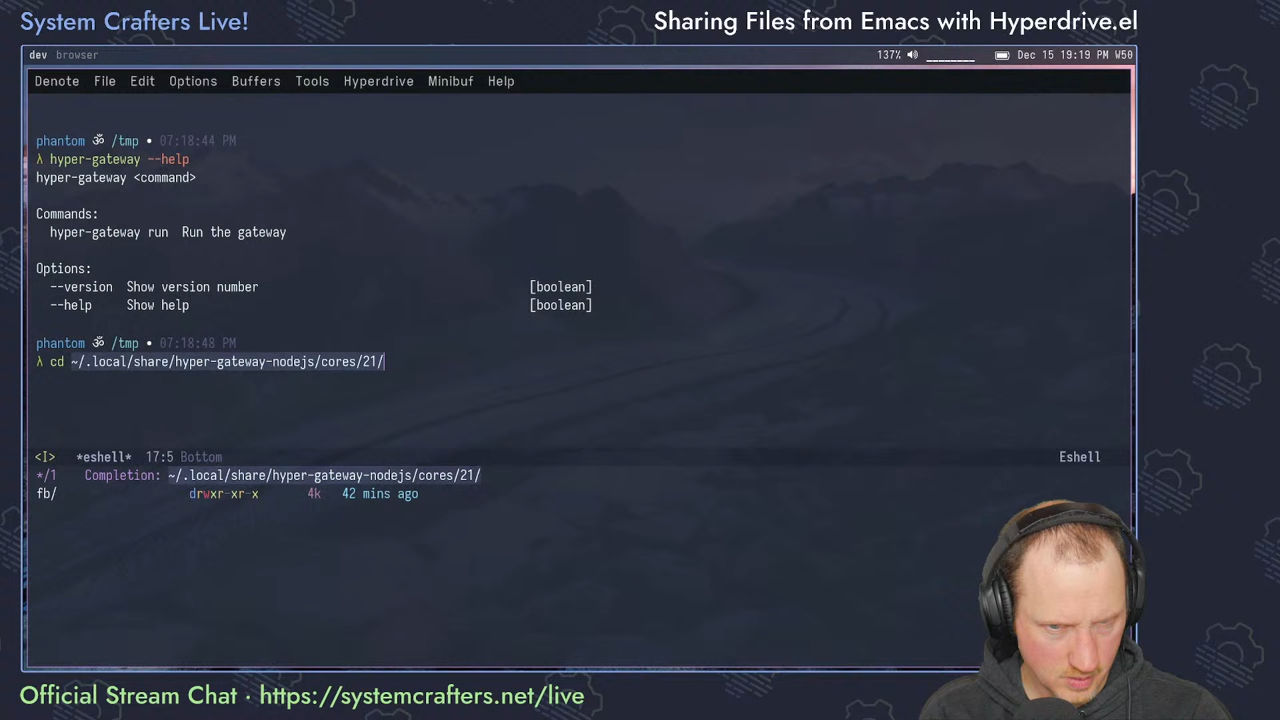 System Crafters Live!
Sharing Files from Emacs with Hyperdrive.el
dev browser
137% Dec 15 19:19 PM W50
Denote File Edit Options Buffers Tools Hyperdrive Minibuf Help
phantom ॐ /tmp • 07:18:44 PM
λ hyper-gateway --help
hyper-gateway <command>
Commands:
hyper-gateway run Run the gateway
Options:
--version Show version number [boolean]
--help Show help [boolean]
phantom ॐ /tmp • 07:18:48 PM
λ cd ~/.local/share/hyper-gateway-nodejs/cores/21/
<I> *eshell* 17:5 Bottom Eshell
*/1 Completion: ~/.local/share/hyper-gateway-nodejs/cores/21/
fb/ drwxr-xr-x 4k 42 mins ago
Official Stream Chat · https://systemcrafters.net/live